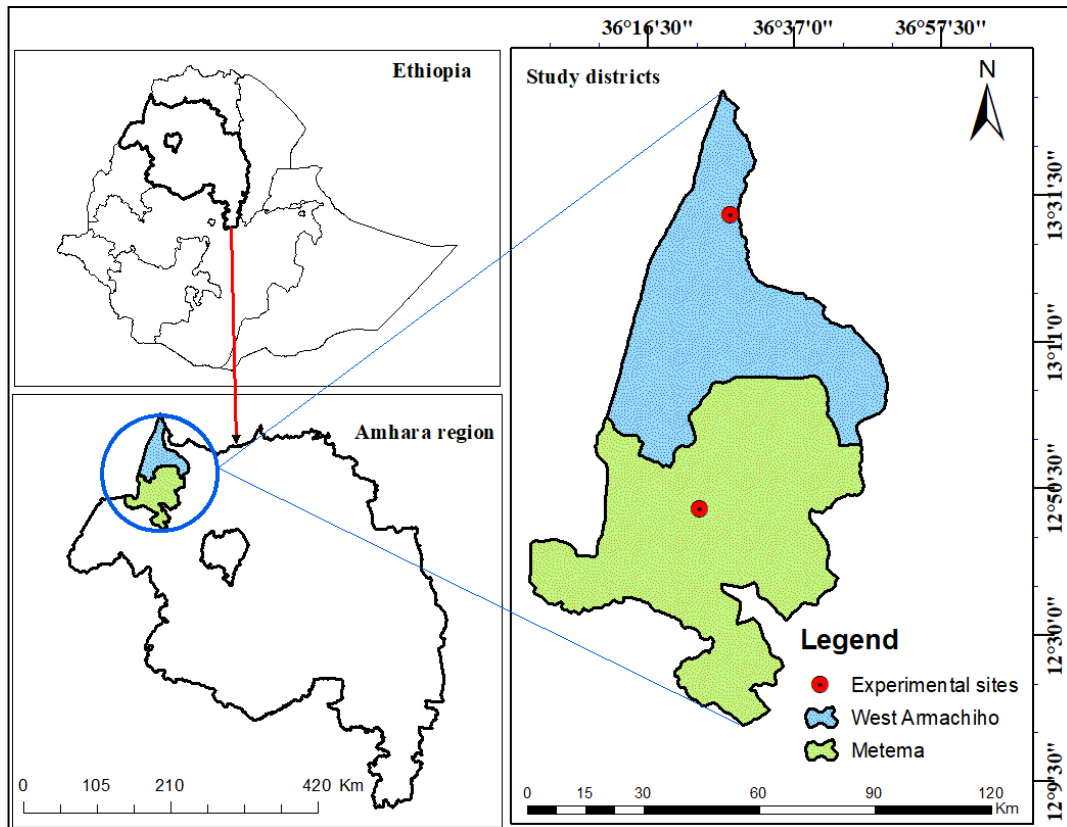 36°16'30" 36°37'0" 36°57'30"
Ethiopia
Study districts
N
13°31'30"
13°11'0"
12°50'30"
12°30'0"
12°9'30"
Amhara region
0 105 210 420 Km
Legend
Experimental sites
West Armachiho
Metema
0 15 30 60 90 120
Km